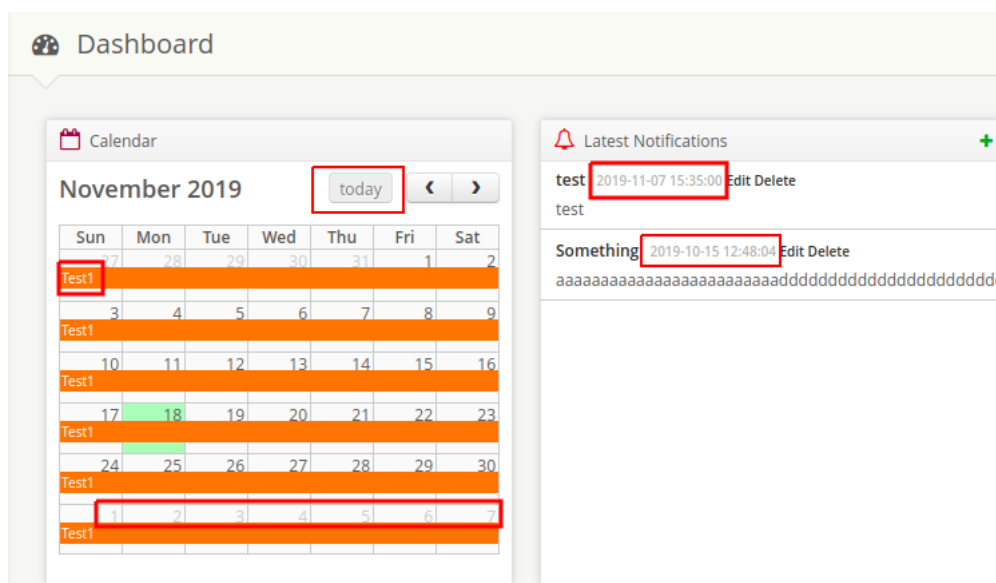 Dashboard
Calendar
November 2019
today
Sun Mon Tue Wed Thu Fri Sat
27 28 29 30 31 1 2
Test1
3 4 5 6 7 8 9
Test1
10 11 12 13 14 15 16
Test1
17 18 19 20 21 22 23
Test1
24 25 26 27 28 29 30
Test1
1 2 3 4 5 6 7
Test1
Latest Notifications
test 2019-11-07 15:35:00 Edit Delete
test
Something 2019-10-15 12:48:04 Edit Delete